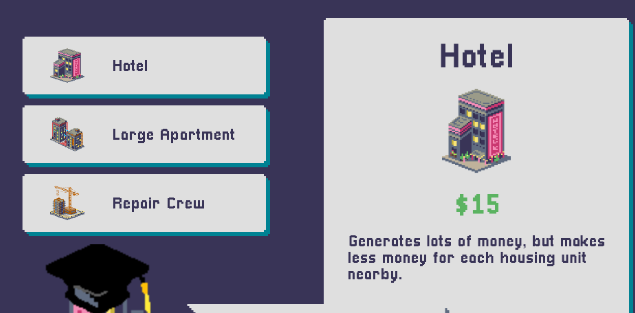 Hotel
Large Apartment
Repair Crew
Hotel
$15
Generates lots of money, but makes
less money for each housing unit
nearby.